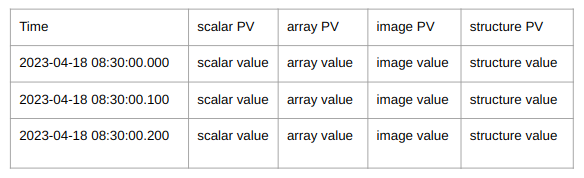 Time scalar PV array PV image PV structure PV
2023-04-18 08:30:00.000 scalar value array value image value structure value
2023-04-18 08:30:00.100 scalar value array value image value structure value
2023-04-18 08:30:00.200 scalar value array value image value structure value